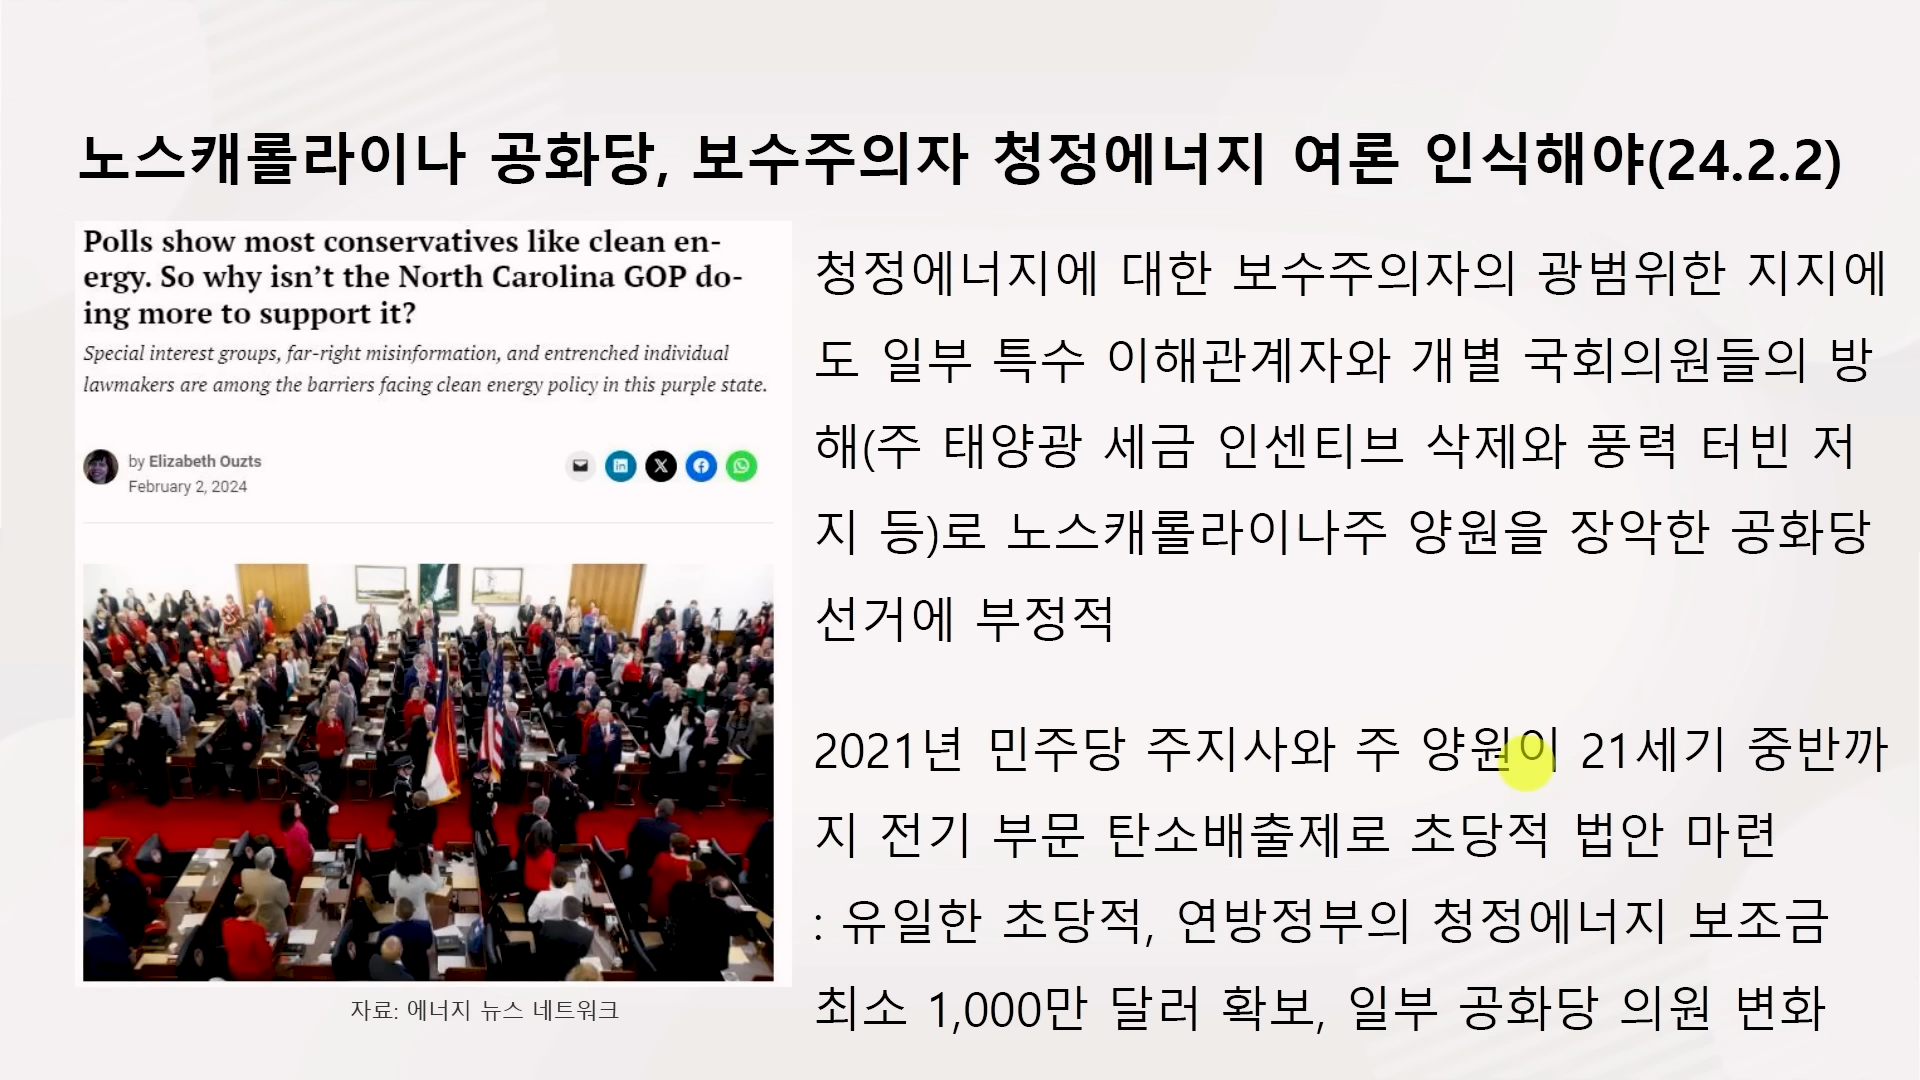 노스캐롤라이나 공화당, 보수주의자 청정에너지 여론 인식해야(24.2.2)
Polls show most conservatives like clean en-
ergy. So why isn’t the North Carolina GOP do-
ing more to support it?
Special interest groups, far-right misinformation, and entrenched individual
lawmakers are among the barriers facing clean energy policy in this purple state.
by Elizabeth Ouzts
February 2, 2024
자료: 에너지 뉴스 네트워크
청정에너지에 대한 보수주의자의 광범위한 지지에
도 일부 특수 이해관계자와 개별 국회의원들의 방
해(주 태양광 세금 인센티브 삭제와 풍력 터빈 저
지 등)로 노스캐롤라이나주 양원을 장악한 공화당
선거에 부정적
2021년 민주당 주지사와 주 양원이 21세기 중반까
지 전기 부문 탄소배출제로 초당적 법안 마련
: 유일한 초당적, 연방정부의 청정에너지 보조금
최소 1,000만 달러 확보, 일부 공화당 의원 변화